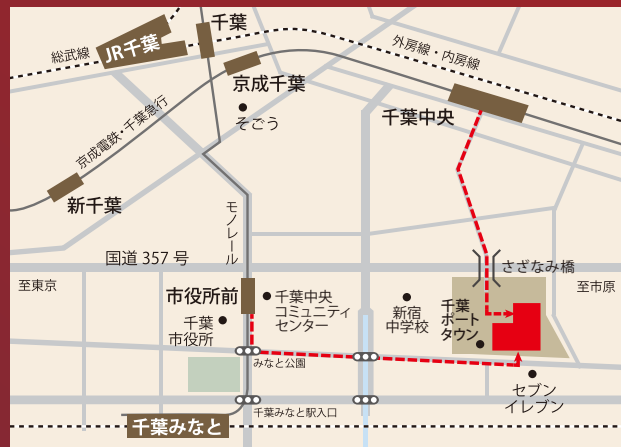 千葉
JR千葉
総武線
外房線・内房線
京成千葉
そごう
千葉中央
京成電鉄・千葉急行
新千葉
モノレール
国道 357 号
さざなみ橋
至東京
至市原
市役所前
千葉中央
コミュニティ
センター
新宿
中学校
千葉
ポート
タウン
千葉
市役所
みなと公園
セブン
イレブン
千葉みなと駅入口
千葉みなと